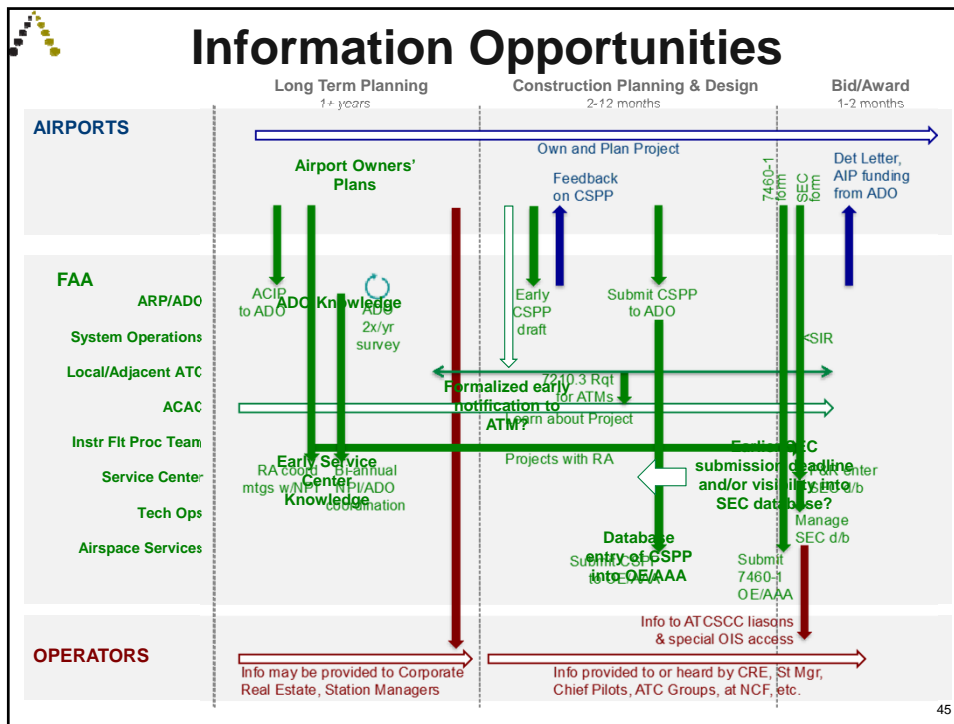 Information Opportunities
Long Term Planning
1+ years
Construction Planning & Design
2-12 months
Bid/Award
1-2 months
AIRPORTS
Own and Plan Project
Airport Owners'
Plans
Feedback
on CSPP
7460-1
form
SEC
form
Det Letter,
AIP funding
from ADO
FAA
ARP/ADO
System Operations
Local/Adjacent ATC
ACAC
Instr Flt Proc Team
Service Center
Tech Ops
Airspace Services
ACIP
to ADO
ADO Knowledge
ADO
2x/yr
survey
Early
CSPP
draft
Submit CSPP
to ADO
<SIR
7210.3 Rqt
for ATMs
Formalized early
notification to
ATM?
Learn about Project
Projects with RA
RA coord
mtgs w/NPI
Early Service
Center
Knowledge
Bi-annual
NPI/ADO
coordination
Earlier SEC
submission deadline
and/or visibility into
SEC database?
P&R enter
SEC d/b
Manage
SEC d/b
Database
entry of CSPP
into OE/AAA
Submit CSPP
to OE/AAA
Submit
7460-1
OE/AAA
Info to ATCSCC liasons
& special OIS access
OPERATORS
Info may be provided to Corporate
Real Estate, Station Managers
Info provided to or heard by CRE, St Mgr,
Chief Pilots, ATC Groups, at NCF, etc.
45